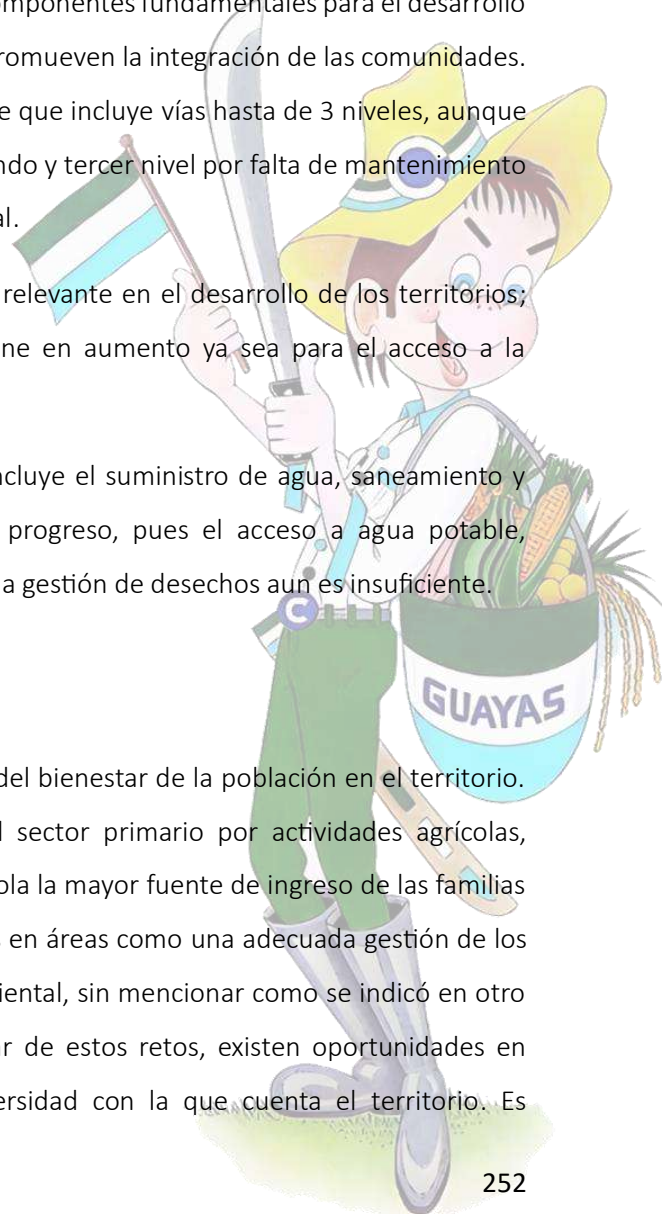 omponentes fundamentales para el desarrollo
romueven la integración de las comunidades.
e que incluye vías hasta de 3 niveles, aunque
ndo y tercer nivel por falta de mantenimiento
al.
relevante en el desarrollo de los territorios;
ne en aumento ya sea para el acceso a la
ncluye el suministro de agua, saneamiento y
progreso, pues el acceso a agua potable,
a gestión de desechos aun es insuficiente.
C
GUAYAS
del bienestar de la población en el territorio.
l sector primario por actividades agrícolas,
ola la mayor fuente de ingreso de las familias
s en áreas como una adecuada gestión de los
iental, sin mencionar como se indicó en otro
ar de estos retos, existen oportunidades en
ersidad con la que cuenta el territorio. Es
252